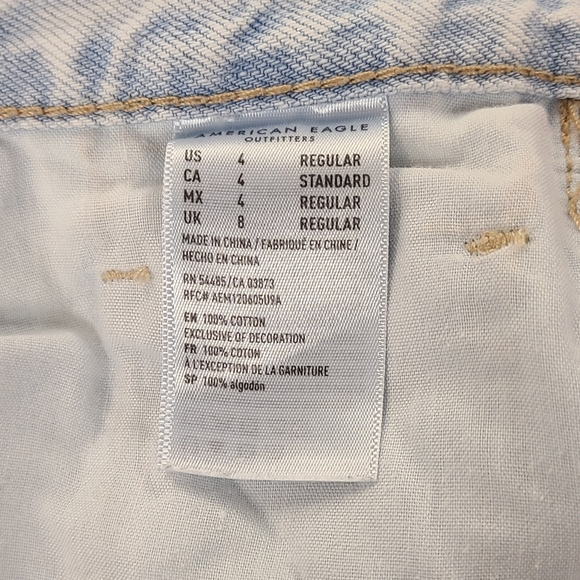 AMERICAN EAGLE
OUTFITTERS
US 4 REGULAR
CA 4 STANDARD
MX 4 REGULAR
UK 8 REGULAR
MADE IN CHINA / FABRIQUÉ EN CHINE /
HECHO EN CHINA
RN 54485/CA 03873
RFC# AEM120605U9A
EN 100% COTTON
EXCLUSIVE OF DECORATION
FR 100% COTON
À L'EXCEPTION DE LA GARNITURE
SP 100% algodón